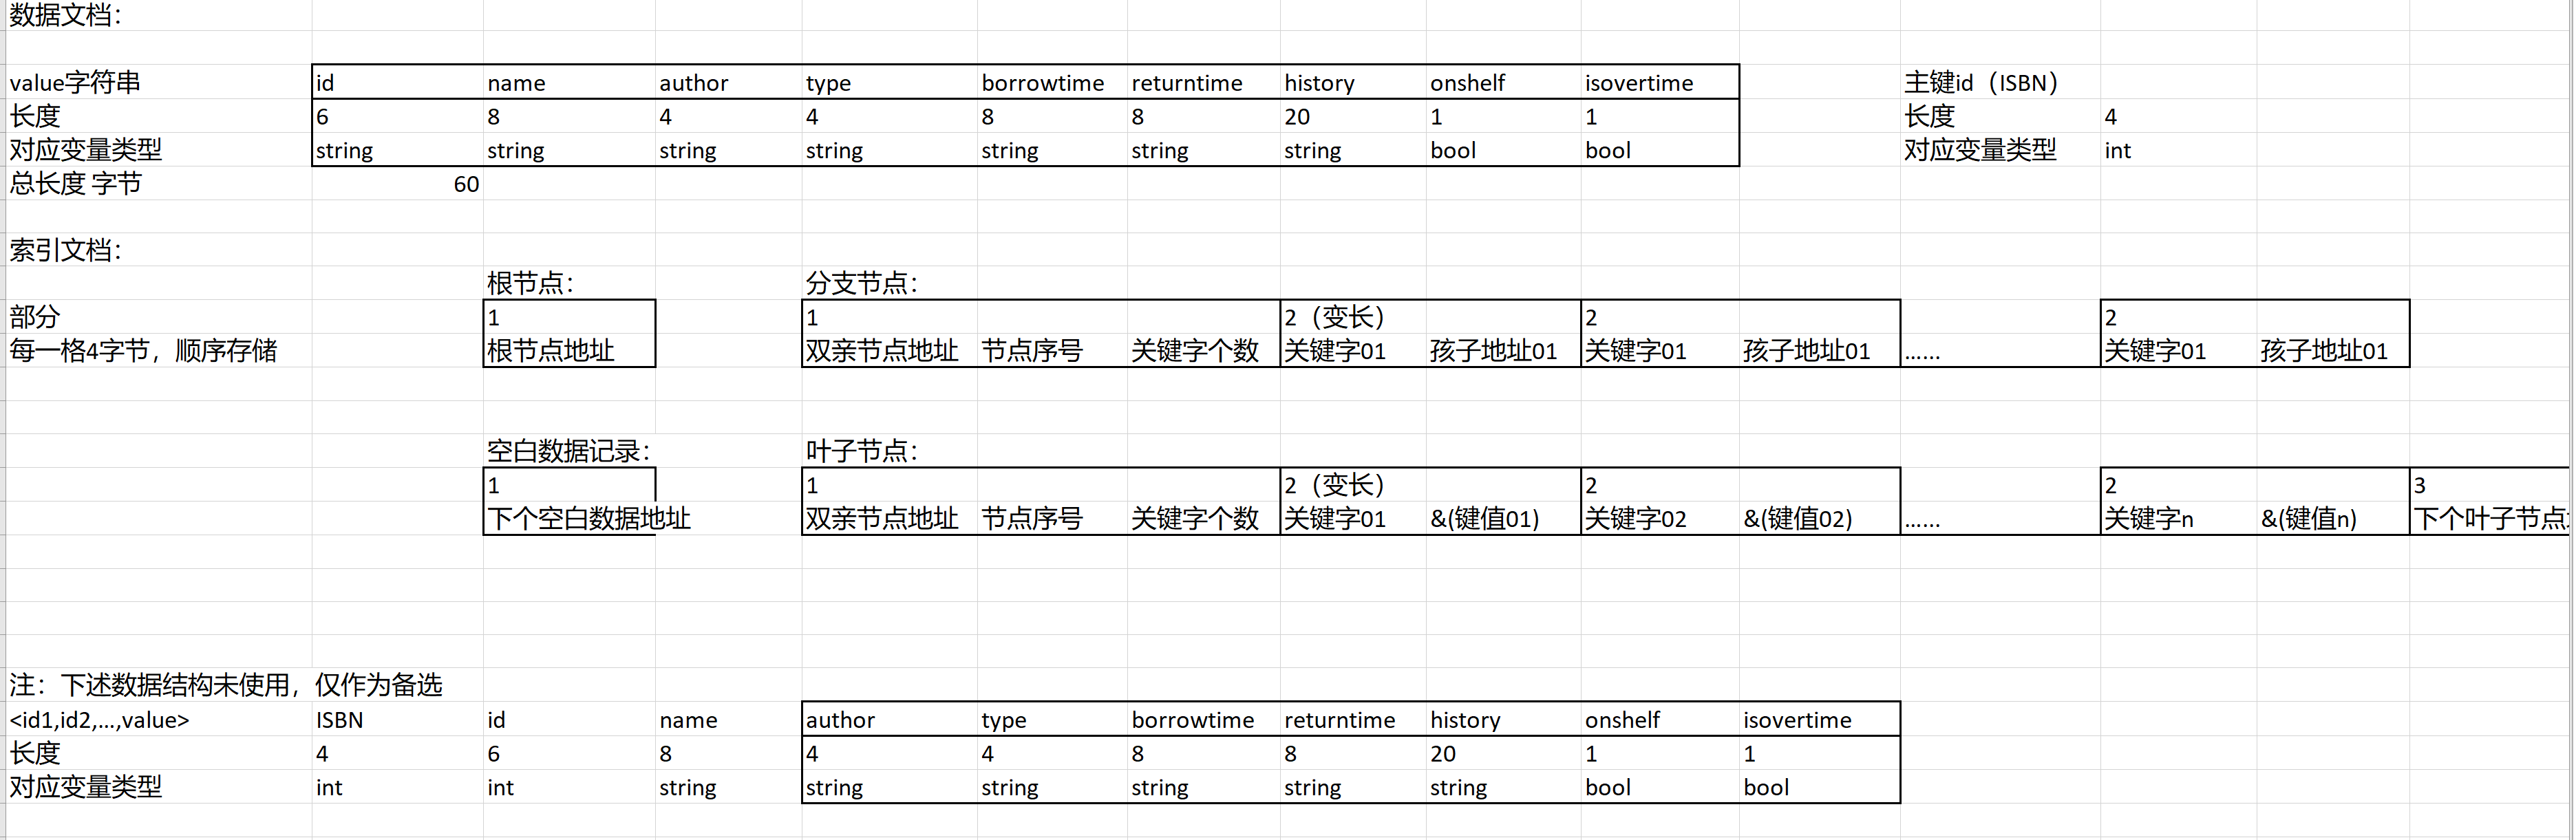 数据文档：
value字符串 id name author type borrowtime returntime history onshelf isovertime 主键id（ISBN）
长度 6 8 4 4 8 8 20 1 1 长度 4
对应变量类型 string string string string string string string bool bool 对应变量类型 int
总长度 字节 60
索引文档：
根节点： 分支节点：
部分 1 1 2（变长） 2 2
每一格4字节，顺序存储 根节点地址 双亲节点地址 节点序号 关键字个数 关键字01 孩子地址01 关键字01 孩子地址01 …… 关键字01 孩子地址01
空白数据记录： 叶子节点：
1 1 2（变长） 2 2 3
下个空白数据地址 双亲节点地址 节点序号 关键字个数 关键字01 &(键值01) 关键字02 &(键值02) …… 关键字n &(键值n) 下个叶子节点
注：下述数据结构未使用，仅作为备选
<id1,id2,…,value> ISBN id name author type borrowtime returntime history onshelf isovertime
长度 4 6 8 4 4 8 8 20 1 1
对应变量类型 int int string string string string string string bool bool